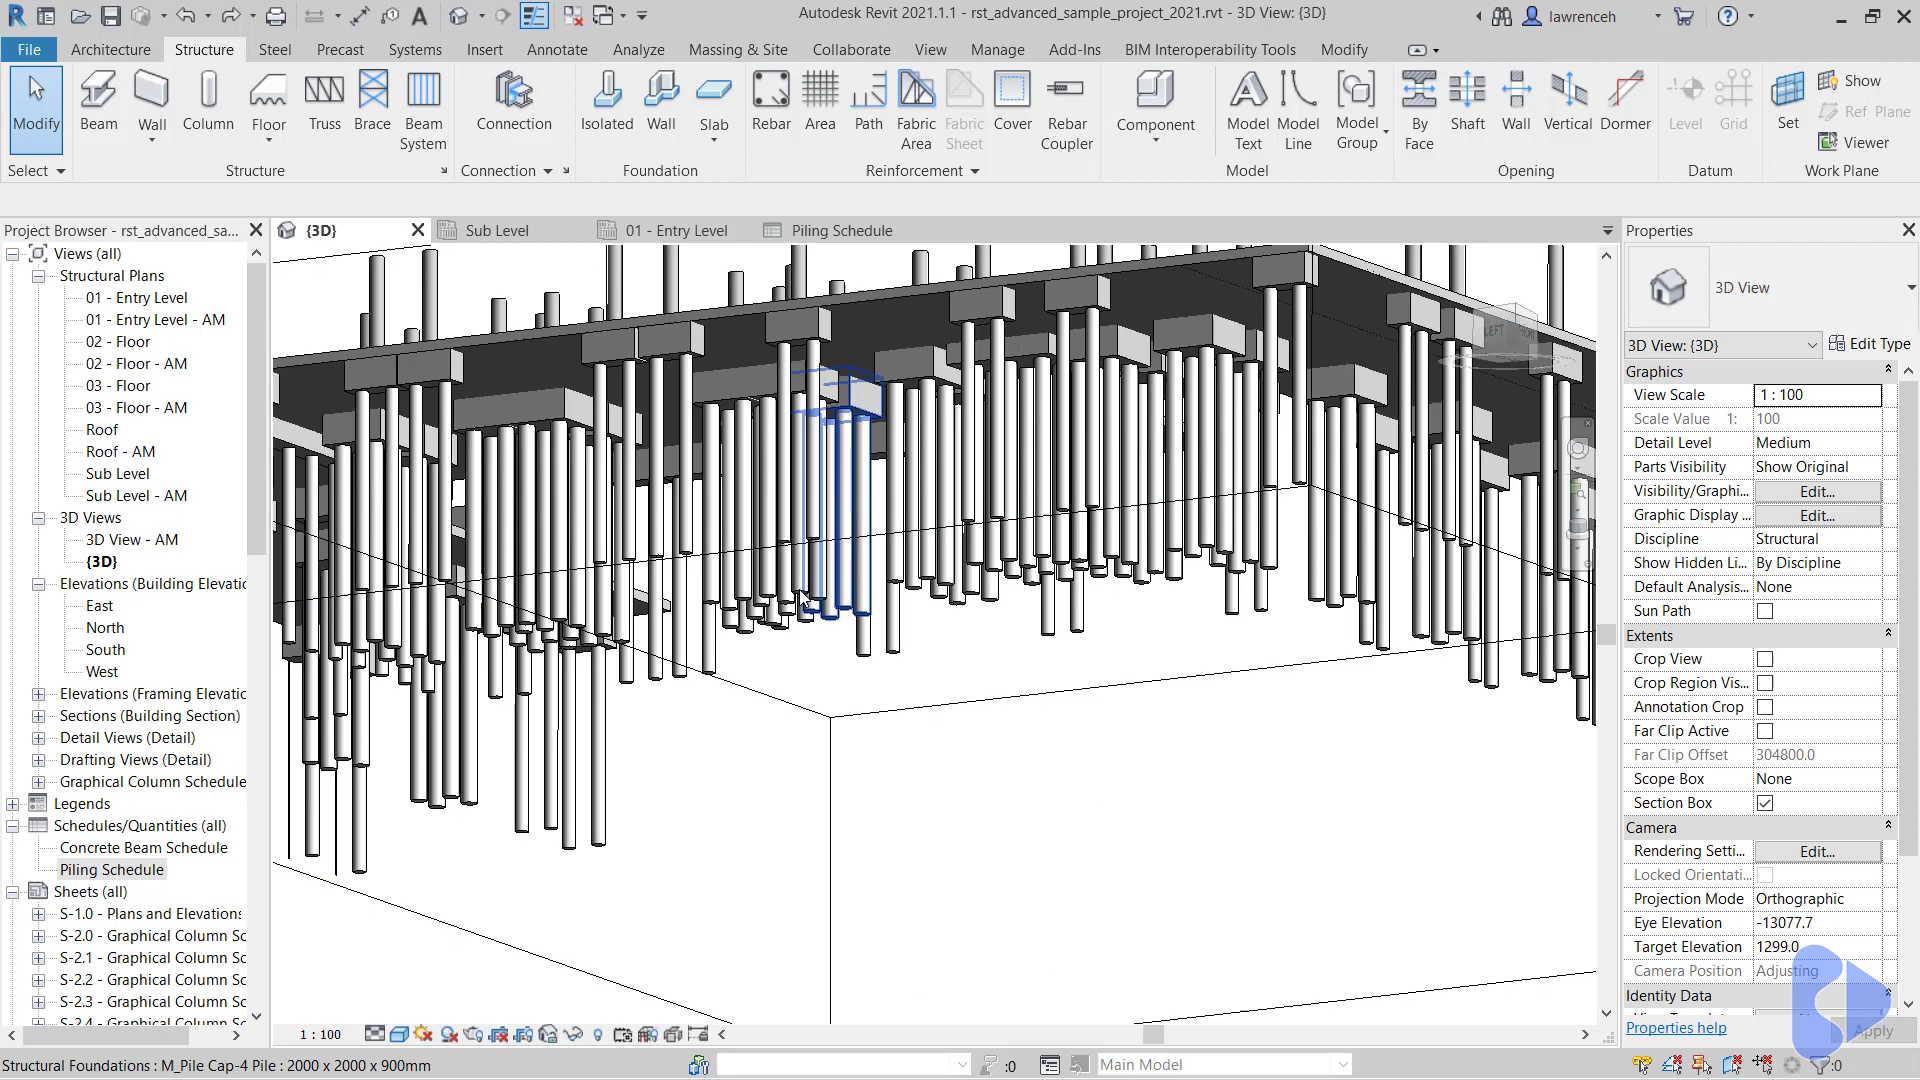 Autodesk Revit 2021.1.1 - rst_advanced_sample_project_2021.rvt - 3D View: {3D}
lawrenceh
File Architecture Structure Steel Precast Systems Insert Annotate Analyze Massing & Site Collaborate View Manage Add-Ins BIM Interoperability Tools Modify
Modify
Beam
Wall
Column
Floor
Truss
Brace
Beam
System
Connection
Isolated
Wall
Slab
Rebar
Area
Path
Fabric
Area
Fabric
Sheet
Cover
Rebar
Coupler
Component
Model
Text
Model
Line
Model
Group
By
Face
Shaft
Wall
Vertical
Dormer
Level
Grid
Set
Show
Ref Plane
Viewer
Select Structure Connection Foundation Reinforcement Model Opening Datum Work Plane
Project Browser - rst_advanced_sa...
Views (all)
Structural Plans
01 - Entry Level
01 - Entry Level - AM
02 - Floor
02 - Floor - AM
03 - Floor
03 - Floor - AM
Roof
Roof - AM
Sub Level
Sub Level - AM
3D Views
3D View - AM
{3D}
Elevations (Building Elevatic
East
North
South
West
Elevations (Framing Elevatic
Sections (Building Section)
Detail Views (Detail)
Drafting Views (Detail)
Graphical Column Schedule
Legends
Schedules/Quantities (all)
Concrete Beam Schedule
Piling Schedule
Sheets (all)
S-1.0 - Plans and Elevations
S-2.0 - Graphical Column Sc
S-2.1 - Graphical Column Sc
S-2.2 - Graphical Column Sc
S-2.3 - Graphical Column Sc
S-2.4 - Graphical Column Sc
{3D} Sub Level 01 - Entry Level Piling Schedule
LEFT
1 : 100
Properties
3D View
3D View: {3D} Edit Type
Graphics
View Scale 1 : 100
Scale Value 1: 100
Detail Level Medium
Parts Visibility Show Original
Visibility/Graphi... Edit...
Graphic Display ... Edit...
Discipline Structural
Show Hidden Li... By Discipline
Default Analysis... None
Sun Path
Extents
Crop View
Crop Region Vis...
Annotation Crop
Far Clip Active
Far Clip Offset 304800.0
Scope Box None
Section Box
Camera
Rendering Setti... Edit...
Locked Orientati...
Projection Mode Orthographic
Eye Elevation -13077.7
Target Elevation 1299.0
Camera Position Adjusting
Identity Data
Properties help Apply
Structural Foundations : M_Pile Cap-4 Pile : 2000 x 2000 x 900mm
:0
Main Model
:0